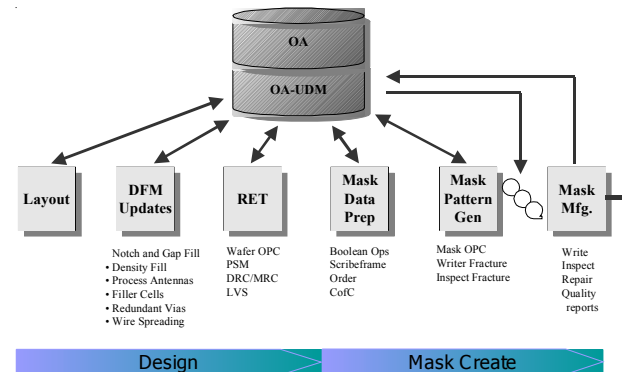 OA
OA-UDM
Layout
DFM
Updates
RET
Mask
Data
Prep
Mask
Pattern
Gen
Mask
Mfg.
Notch and Gap Fill
• Density Fill
• Process Antennas
• Filler Cells
• Redundant Vias
• Wire Spreading
Wafer OPC
PSM
DRC/MRC
LVS
Boolean Ops
Scribeframe
Order
CofC
Mask OPC
Writer Fracture
Inspect Fracture
Write
Inspect
Repair
Quality
reports
Design
Mask Create